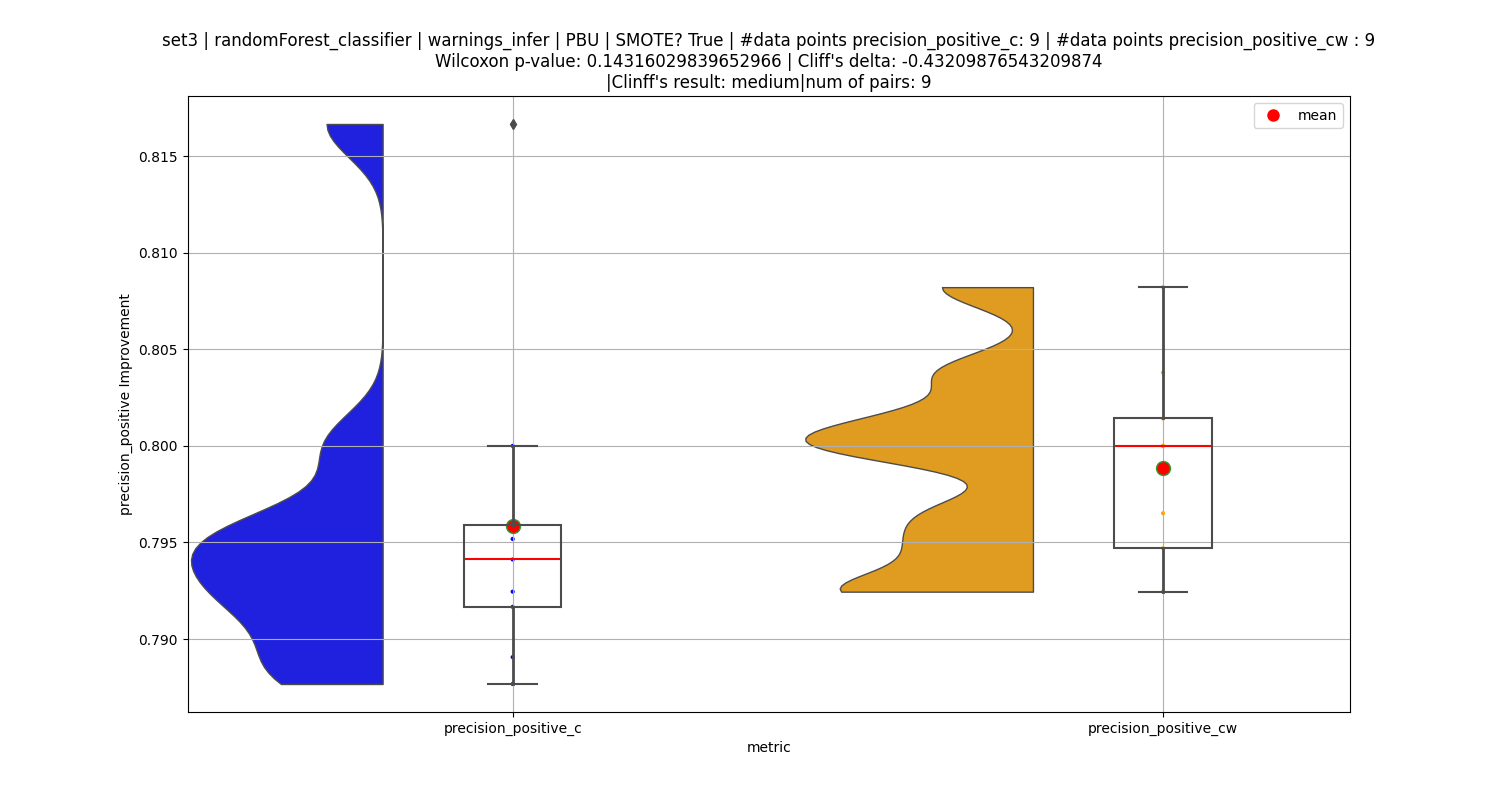 set3 | randomForest_classifier | warnings_infer | PBU | SMOTE? True | #data points precision_positive_c: 9 | #data points precision_positive_cw : 9
Wilcoxon p-value: 0.14316029839652966 | Cliff's delta: -0.43209876543209874
|Clinff's result: medium|num of pairs: 9
mean
0.815
0.810
0.805
0.800
0.795
0.790
precision_positive Improvement
precision_positive_c
precision_positive_cw
metric